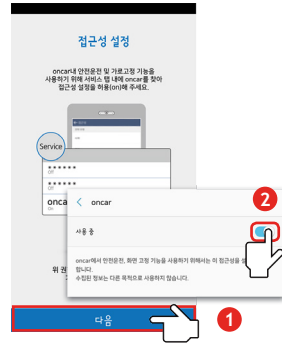 접근성 설정
oncar내 안전운전 및 가로고정 기능을
사용하기 위해 서비스 탭 내에 oncar를 찾아
접근성 설정을 허용(on)해 주세요.
Service
******
Off
******
Off
onca
On
< oncar
2
사용 중
oncar에서 안전운전, 화면 고정 기능을 사용하기 위해서는 이 접근성을 설
합니다.
수집된 정보는 다른 목적으로 사용하지 않습니다.
위 권
다음
1